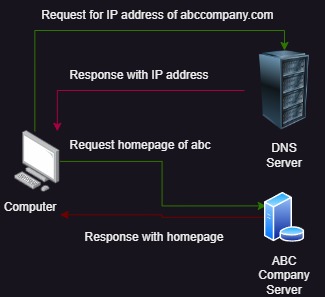 Request for IP address of abccompany.com
Response with IP address
DNS
Server
Request homepage of abc
Computer
Response with homepage
ABC
Company
Server